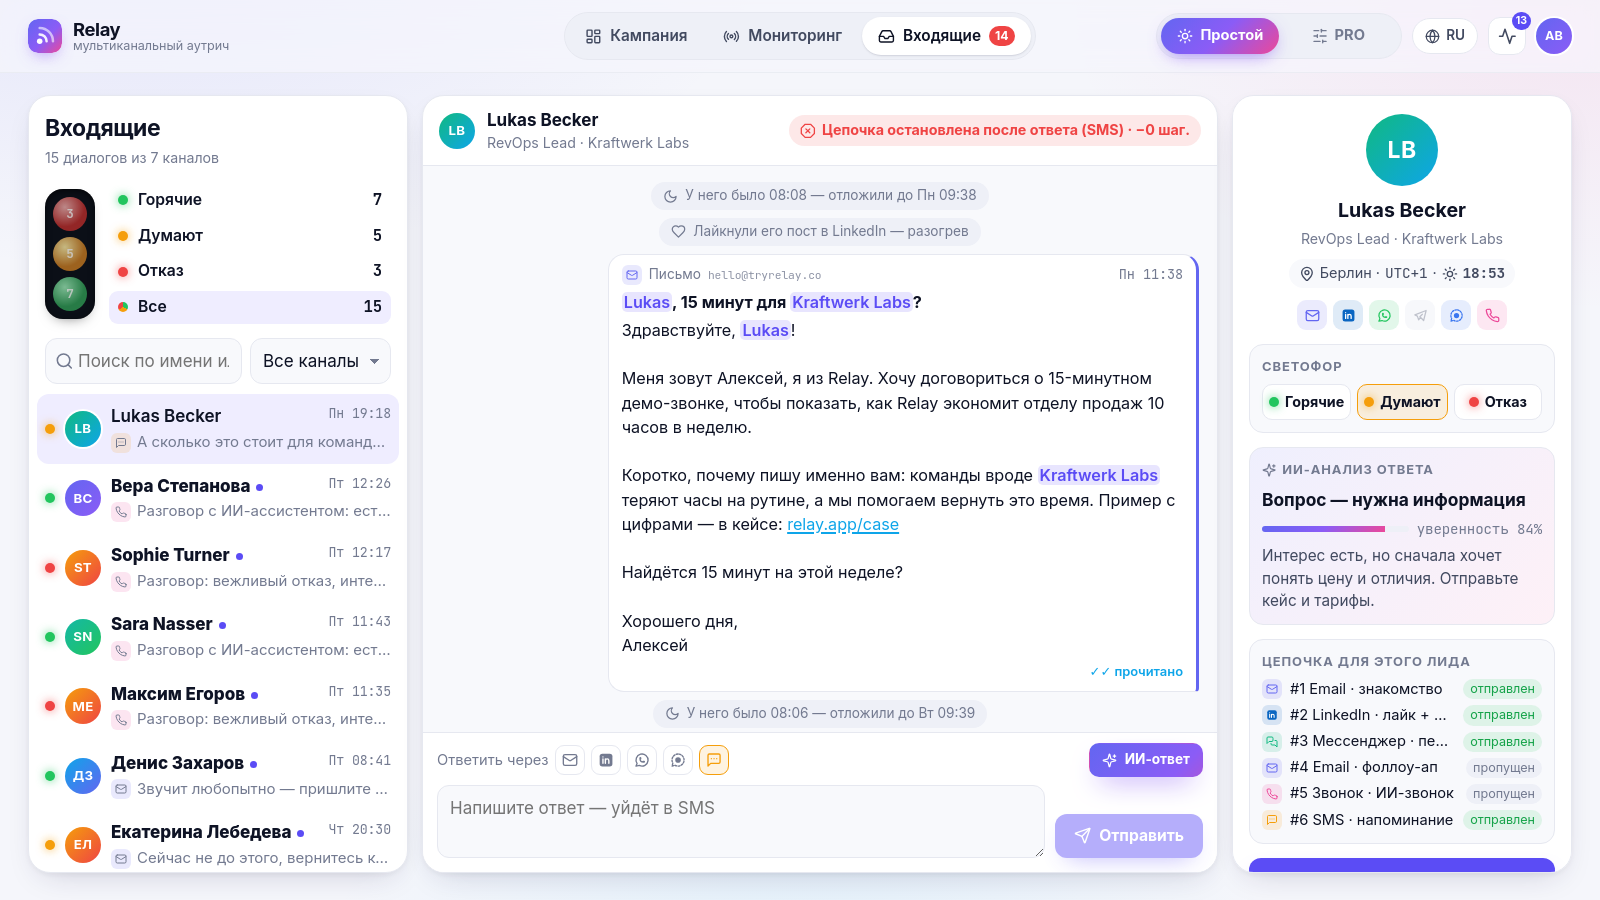 Relay
мультиканальный аутрич
Кампания
Мониторинг
Входящие 14
Простой
PRO
RU
13
АВ
Входящие
15 диалогов из 7 каналов
3
5
7
Горячие 7
Думают 5
Отказ 3
Все 15
Поиск по имени и
Все каналы
LB
Lukas Becker
Пн 19:18
А сколько это стоит для команд...
ВС
Вера Степанова
Пт 12:26
Разговор с ИИ-ассистентом: ест...
ST
Sophie Turner
Пт 12:17
Разговор: вежливый отказ, инте...
SN
Sara Nasser
Пт 11:43
Разговор с ИИ-ассистентом: ест...
МЕ
Максим Егоров
Пт 11:35
Разговор: вежливый отказ, инте...
ДЗ
Денис Захаров
Пт 08:41
Звучит любопытно — пришлите ...
ЕЛ
Екатерина Лебедева
Чт 20:30
Сейчас не до этого, вернитесь к...
LB
Lukas Becker
RevOps Lead · Kraftwerk Labs
Цепочка остановлена после ответа (SMS) · −0 шаг.
У него было 08:08 — отложили до Пн 09:38
Лайкнули его пост в LinkedIn — разогрев
Письмо hello@tryrelay.co
Пн 11:38
Lukas, 15 минут для Kraftwerk Labs?
Здравствуйте, Lukas!
Меня зовут Алексей, я из Relay. Хочу договориться о 15-минутном
демо-звонке, чтобы показать, как Relay экономит отделу продаж 10
часов в неделю.
Коротко, почему пишу именно вам: команды вроде Kraftwerk Labs
теряют часы на рутине, а мы помогаем вернуть это время. Пример с
цифрами — в кейсе: relay.app/case
Найдётся 15 минут на этой неделе?
Хорошего дня,
Алексей
✓✓ прочитано
У него было 08:06 — отложили до Вт 09:39
Ответить через
ИИ-ответ
Напишите ответ — уйдёт в SMS
Отправить
LB
Lukas Becker
RevOps Lead · Kraftwerk Labs
Берлин · UTC+1 · 18:53
СВЕТОФОР
Горячие
Думают
Отказ
ИИ-АНАЛИЗ ОТВЕТА
Вопрос — нужна информация
уверенность 84%
Интерес есть, но сначала хочет
понять цену и отличия. Отправьте
кейс и тарифы.
ЦЕПОЧКА ДЛЯ ЭТОГО ЛИДА
#1 Email · знакомство отправлен
#2 LinkedIn · лайк + ... отправлен
#3 Мессенджер · пе... отправлен
#4 Email · фоллоу-ап пропущен
#5 Звонок · ИИ-звонок пропущен
#6 SMS · напоминание отправлен